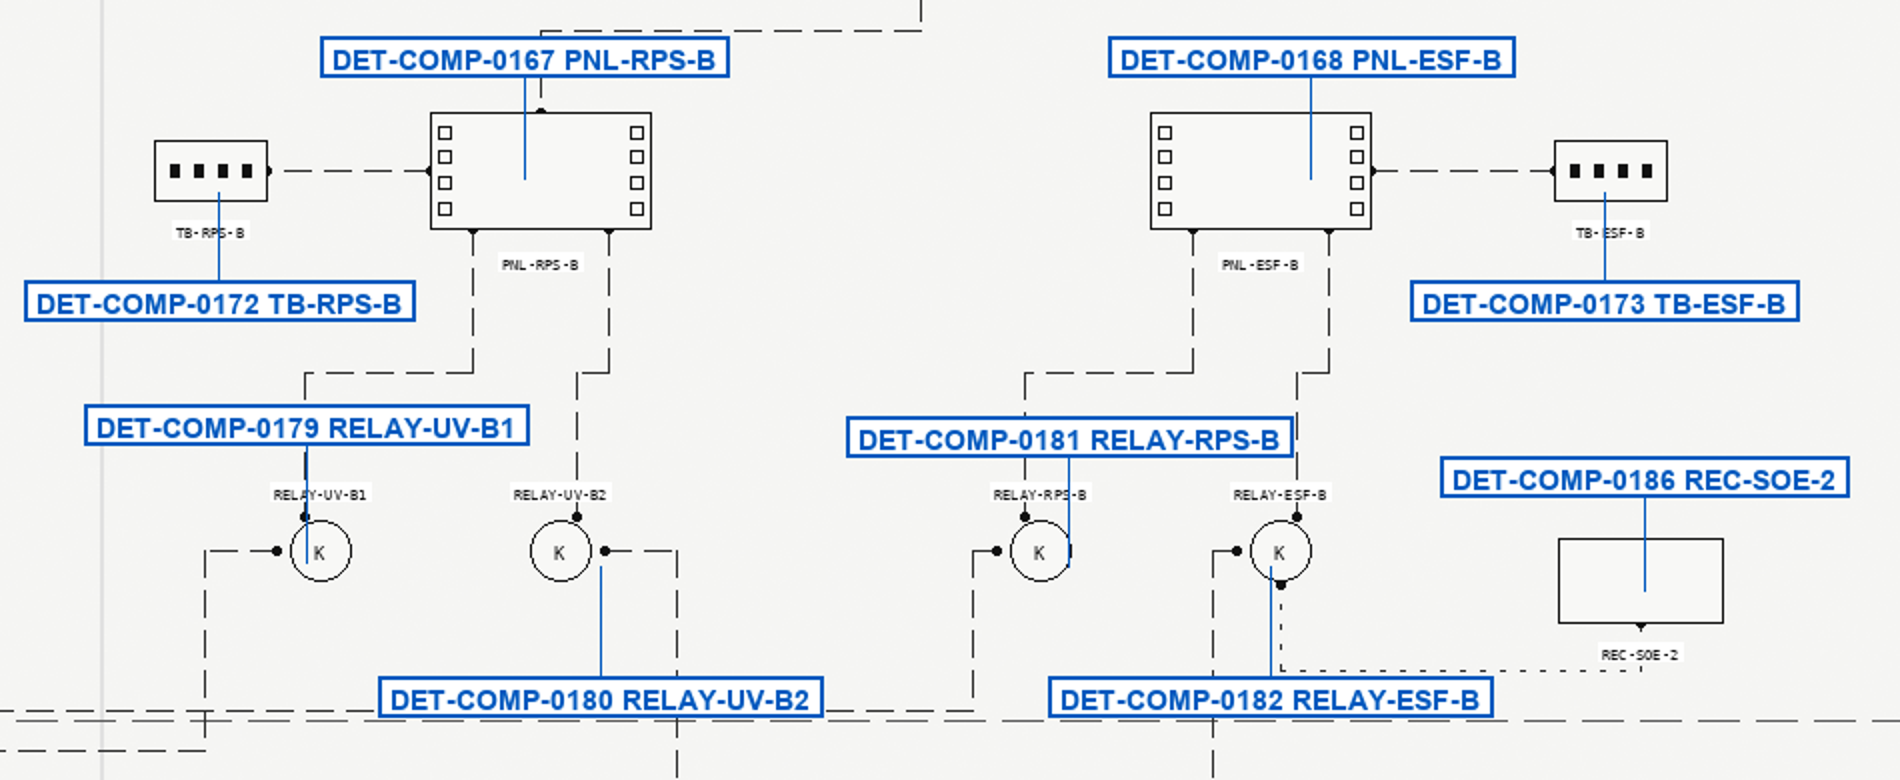 DET-COMP-0167 PNL-RPS-B
DET-COMP-0168 PNL-ESF-B
TB-RPS-B
TB-ESF-B
PNL-RPS-B
PNL-ESF-B
DET-COMP-0172 TB-RPS-B
DET-COMP-0173 TB-ESF-B
DET-COMP-0179 RELAY-UV-B1
DET-COMP-0181 RELAY-RPS-B
DET-COMP-0186 REC-SOE-2
RELAY-UV-B1
RELAY-UV-B2
RELAY-RPS-B
RELAY-ESF-B
K
K
K
K
REC-SOE-2
DET-COMP-0180 RELAY-UV-B2
DET-COMP-0182 RELAY-ESF-B